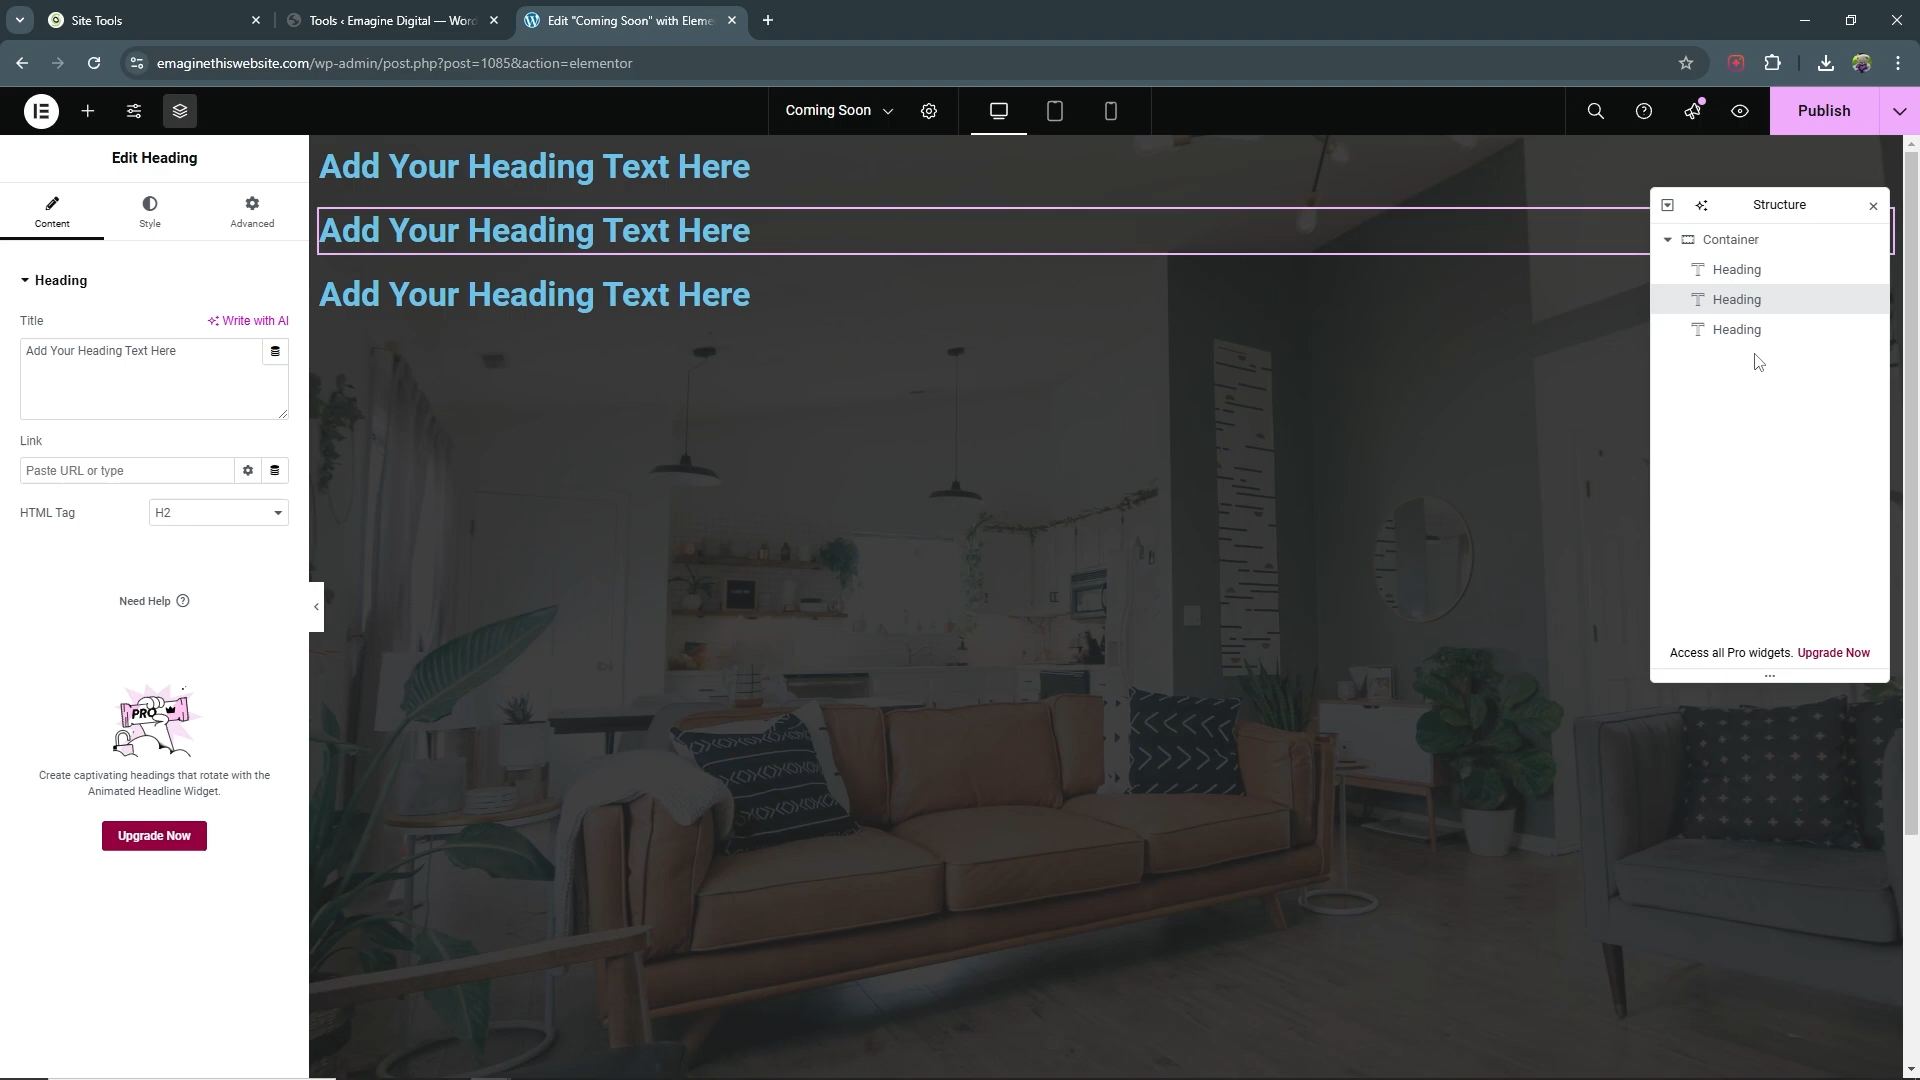 Site Tools
Tools ‹ Emagine Digital — Word
Edit "Coming Soon" with Eleme
emaginethiswebsite.com/wp-admin/post.php?post=1085&action=elementor
Coming Soon
Publish
Edit Heading
Content
Style
Advanced
Heading
Title
Write with AI
Add Your Heading Text Here
Link
Paste URL or type
HTML Tag
H2
Need Help
PRO
Create captivating headings that rotate with the
Animated Headline Widget.
Upgrade Now
Add Your Heading Text Here
Add Your Heading Text Here
Add Your Heading Text Here
Structure
Container
Heading
Heading
Heading
Access all Pro widgets. Upgrade Now